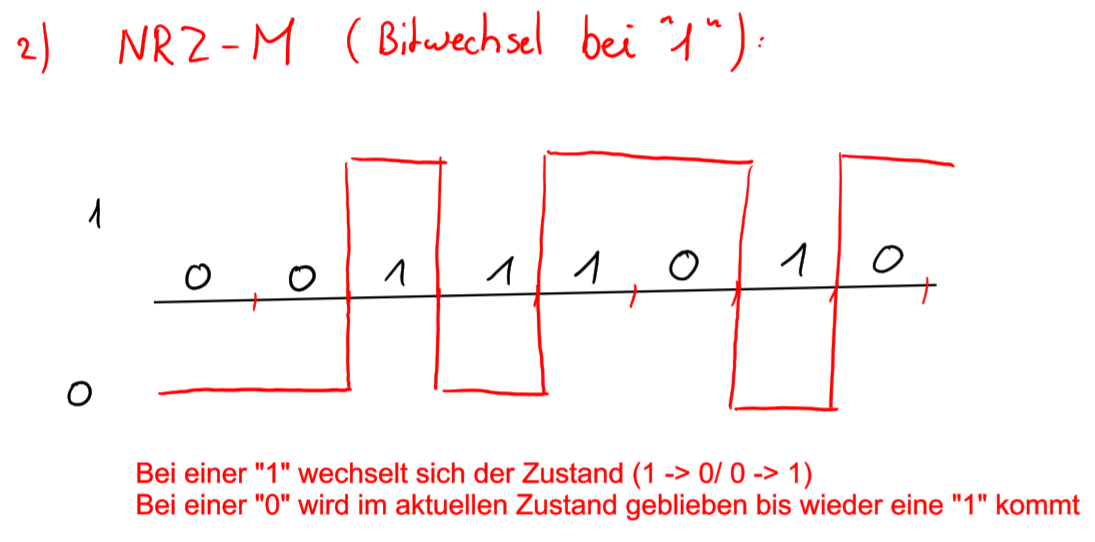 2) NRZ-M (Bitwechsel bei "1"):
1
0 0 1 1 1 0 1 0
0
Bei einer "1" wechselt sich der Zustand (1 -> 0/ 0 -> 1)
Bei einer "0" wird im aktuellen Zustand geblieben bis wieder eine "1" kommt